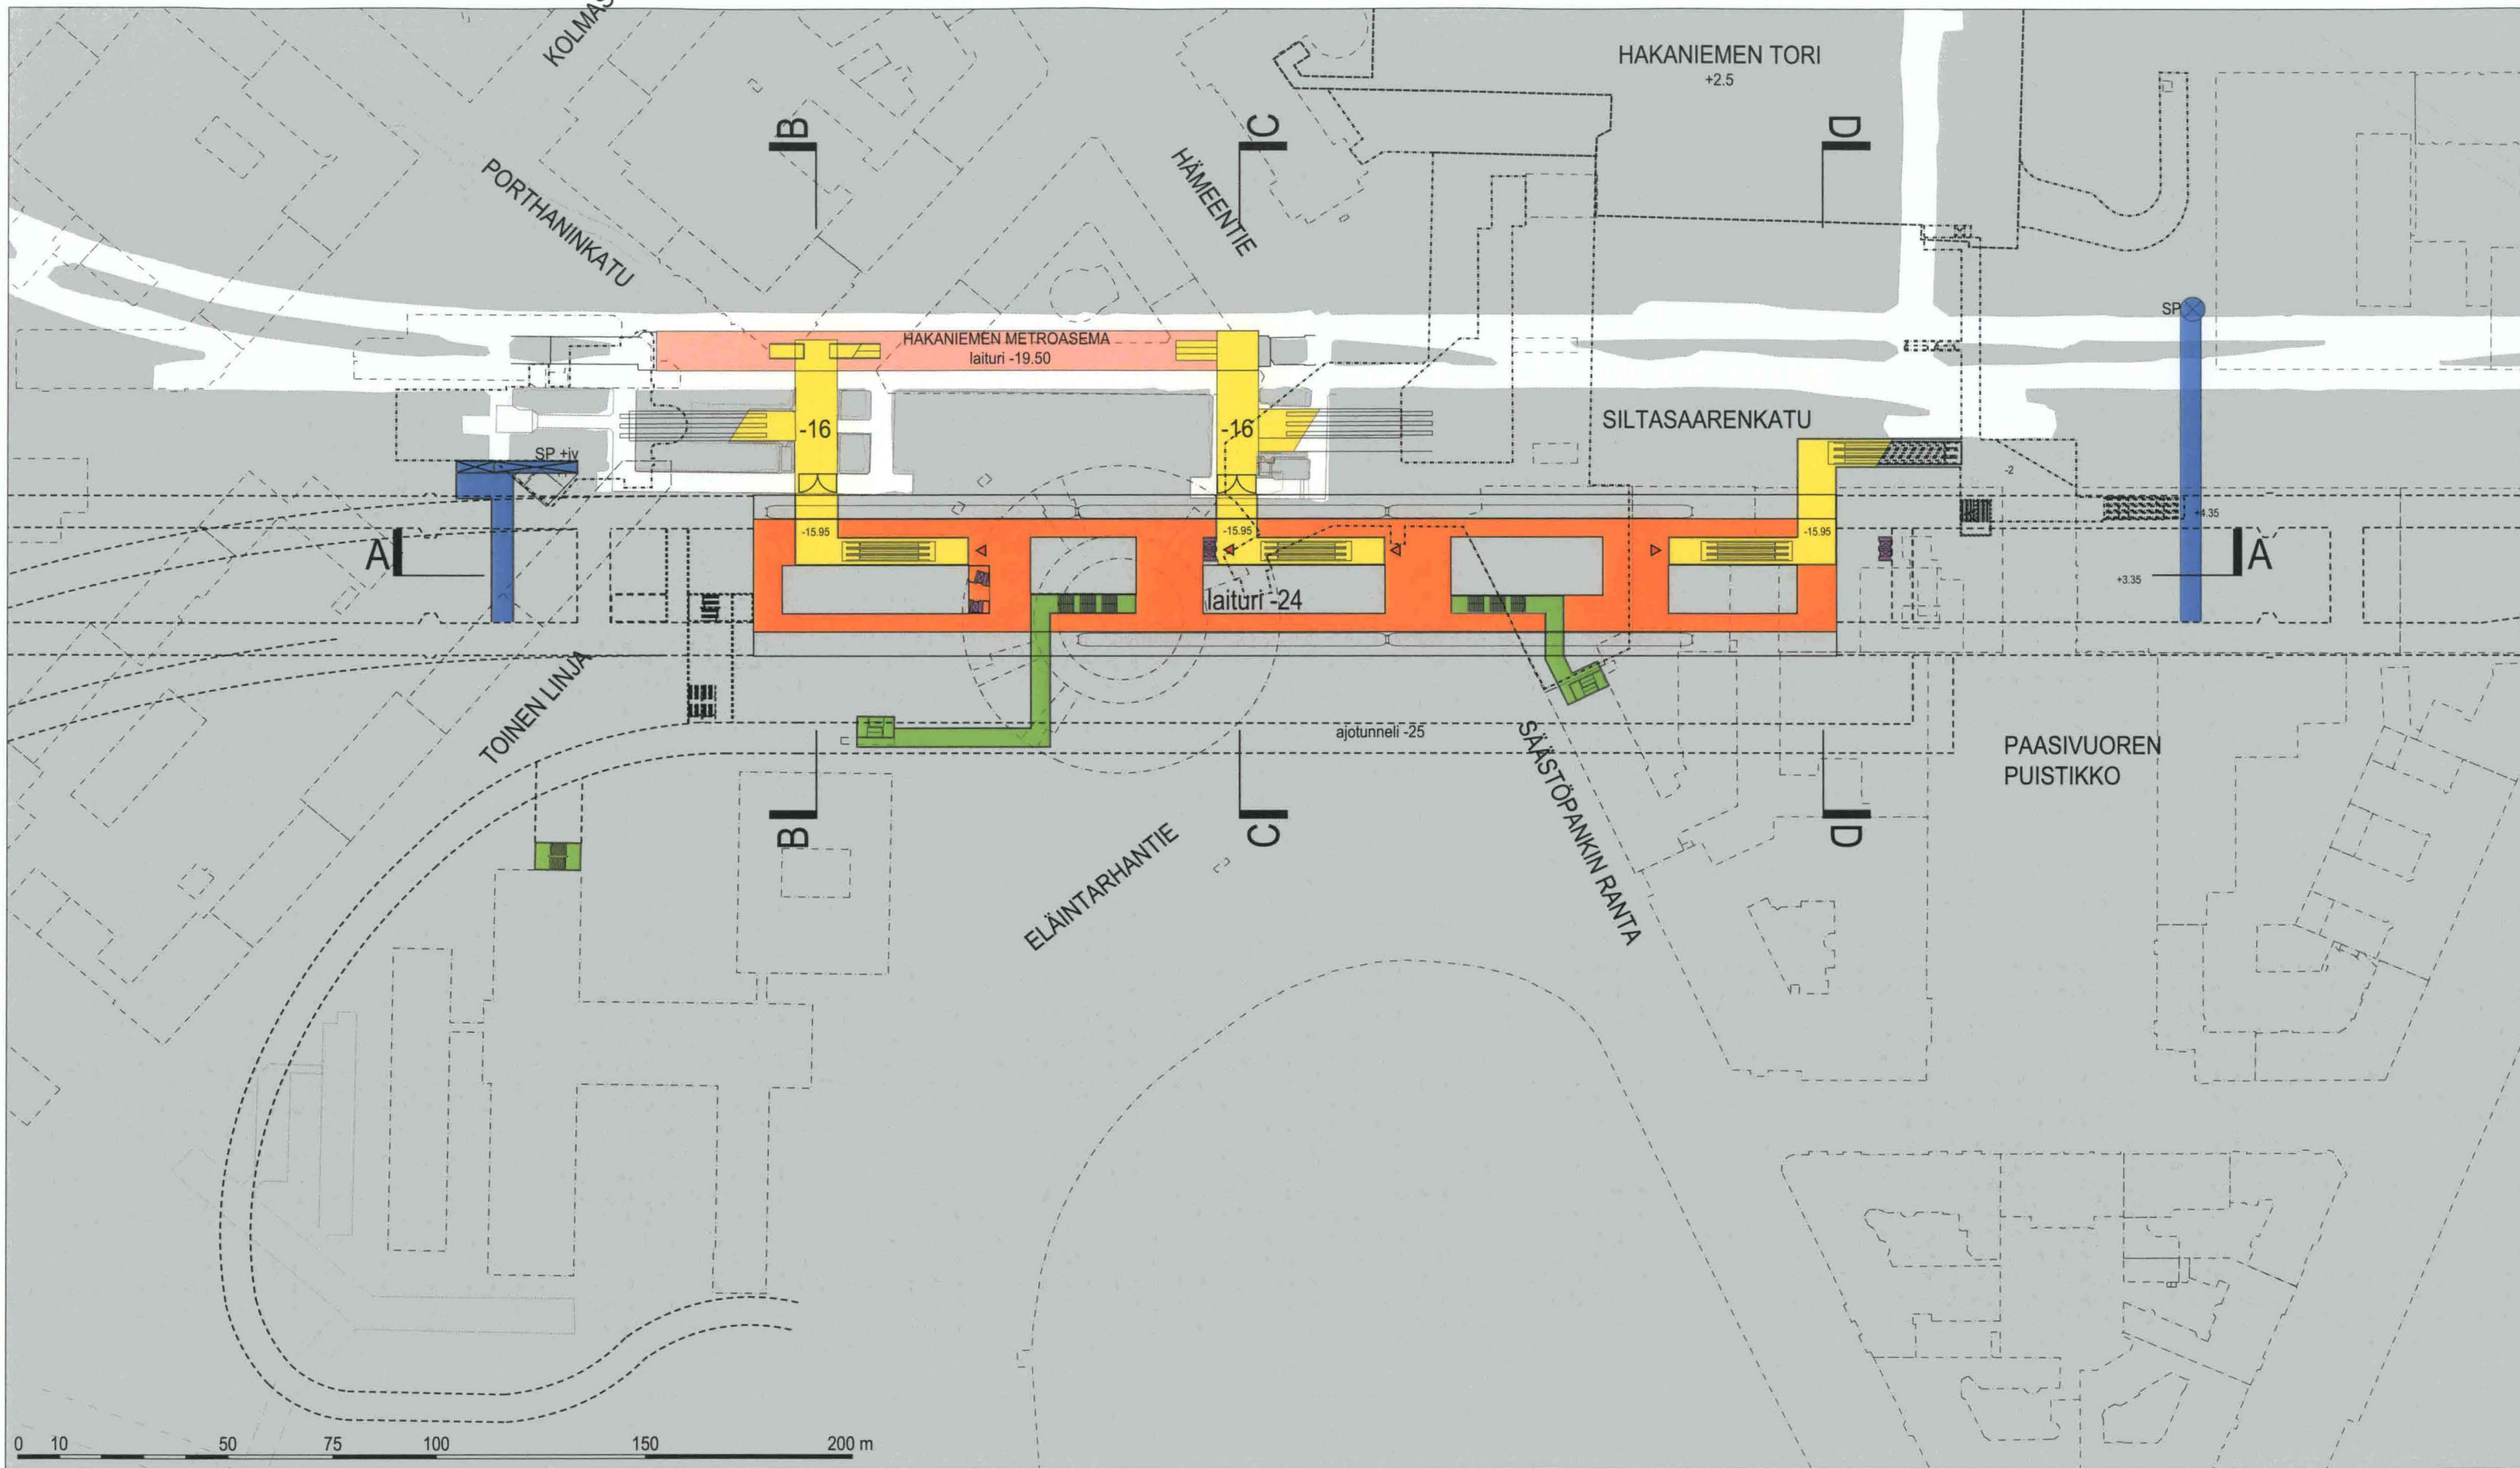 KOLMAS
HAKANIEMEN TORI
+2.5
B
C
D
PORTHANINKATU
HÄMEENTIE
SP
HAKANIEMEN METROASEMA
laituri -19.50
-16
-16
SILTASAARENKATU
SP +iv
-2
-15.95
-15.95
-15.95
+4.35
A
A
+3.35
laituri -24
TOINEN LINJA
ajotunneli -25
SÄÄSTÖPANKIN RANTA
PAASIVUOREN
PUISTIKKO
B
C
D
ELÄINTARHANTIE
0 10 50 75 100 150 200 m